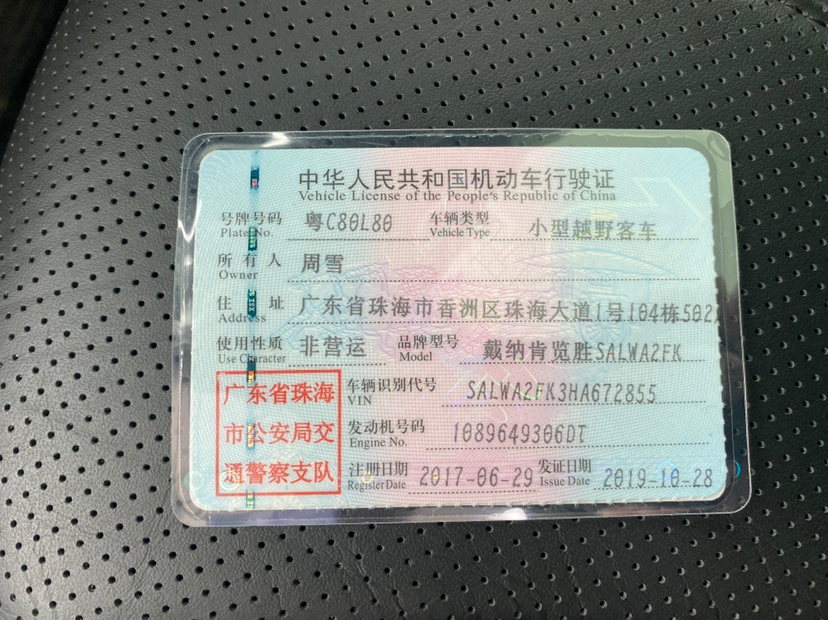 中华人民共和国机动车行驶证
Vehicle License of the People's Republic of China
号牌号码 粤C80L80 车辆类型 小型越野客车
Plate No. Vehicle Type
所有人 周雪
Owner
住址 广东省珠海市香洲区珠海大道1号104栋502
Address
使用性质 非营运 品牌型号 戴纳肯览胜SALWA2FK
Use Character Model
广东省珠海 车辆识别代号 SALWA2FK3HA672855
VIN
市公安局交 发动机号码 1089649306DT
Engine No.
通警察支队 注册日期 2017-06-29 发证日期 2019-10-28
Register Date Issue Date